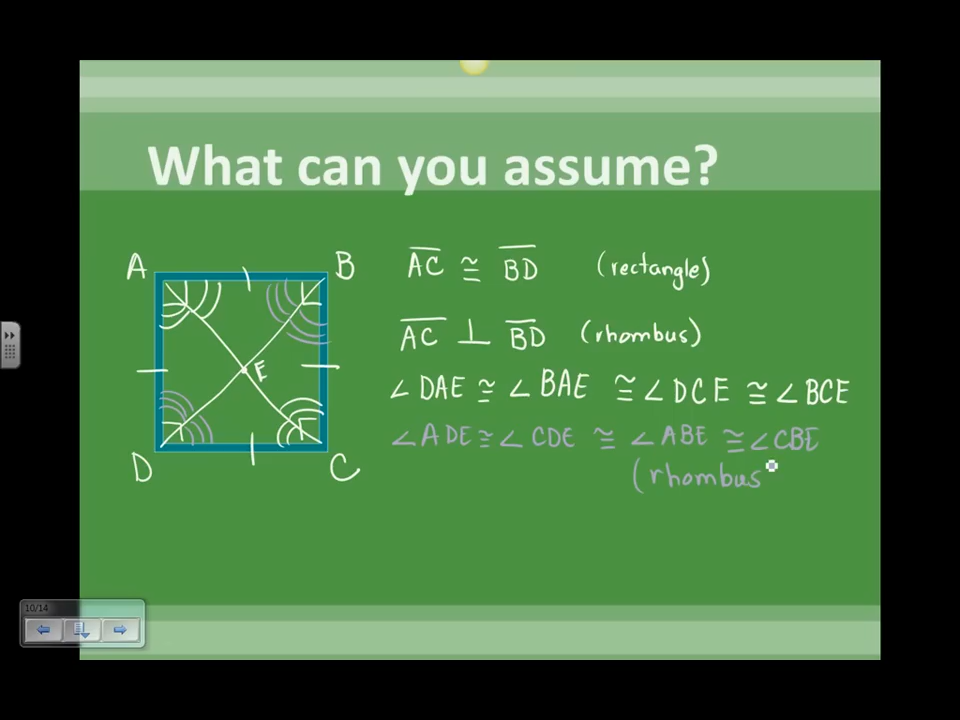 What can you assume?
A B
D C
E
AC ≅ BD (rectangle)
AC ⊥ BD (rhombus)
∠DAE ≅ ∠BAE ≅ ∠DCE ≅ ∠BCE
∠ADE ≅ ∠CDE ≅ ∠ABE ≅ ∠CBE
(rhombus
10/14